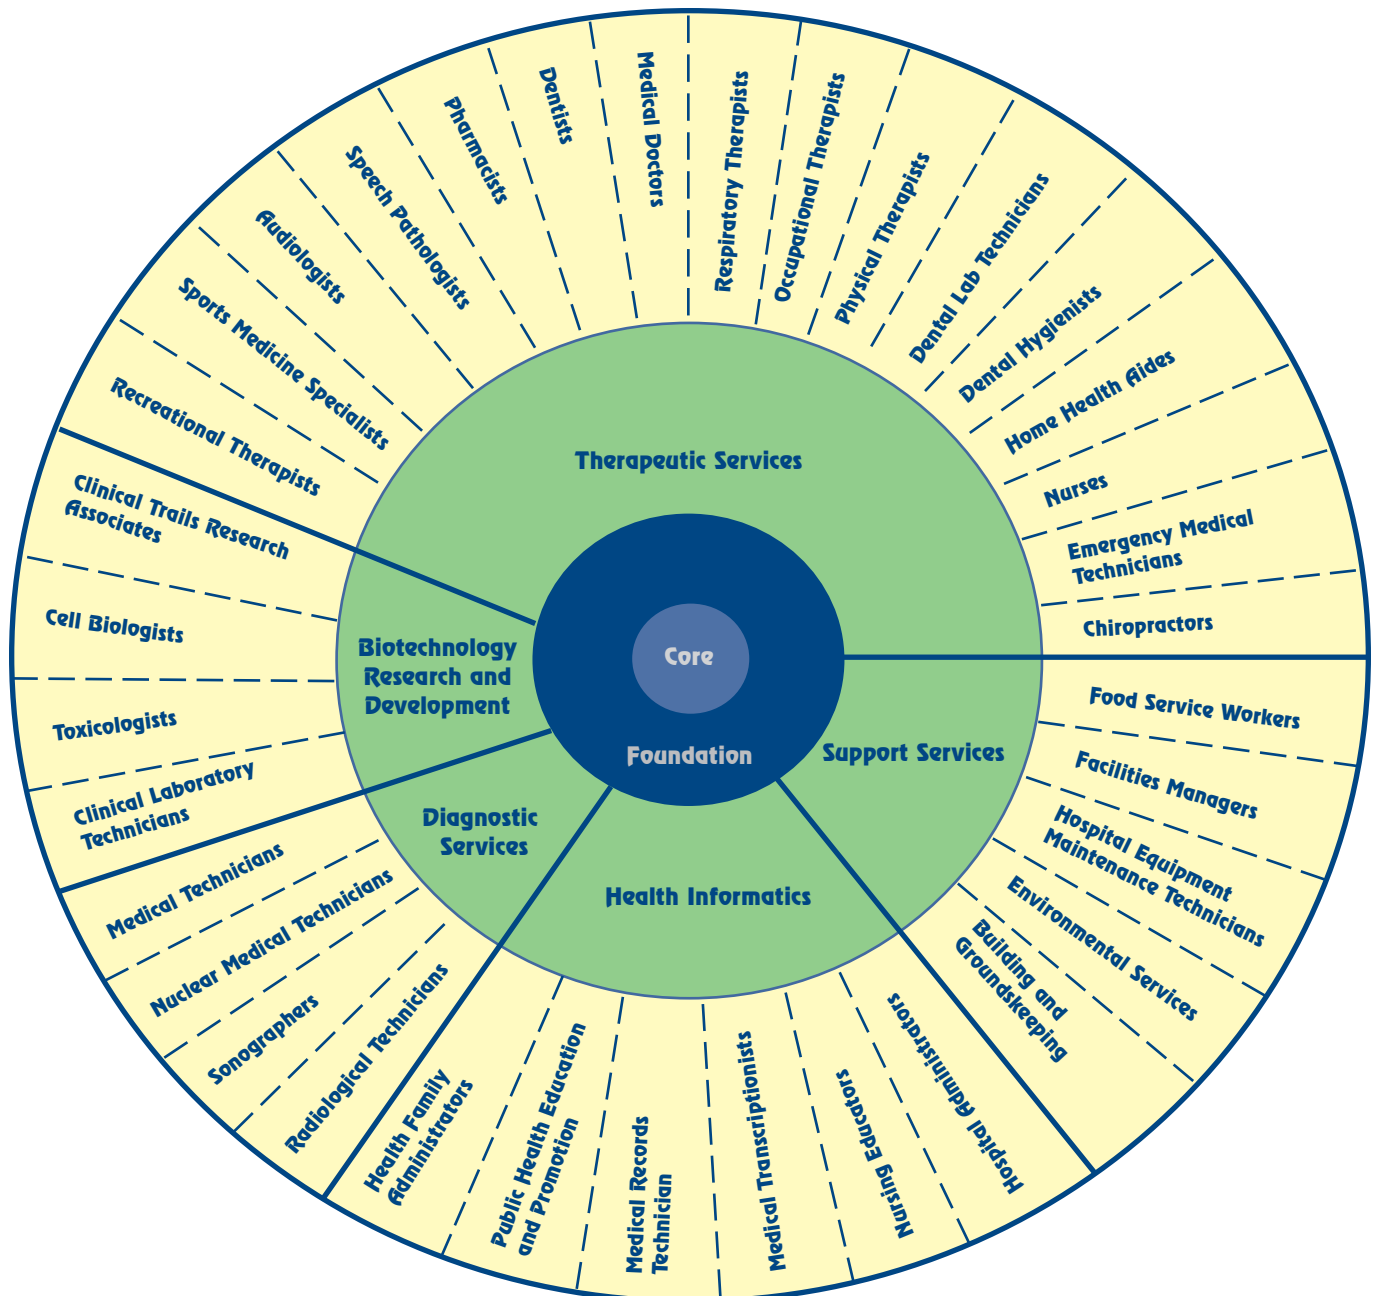 Core
Foundation
Therapeutic Services
Support Services
Health Informatics
Diagnostic
Services
Biotechnology
Research and
Development
Medical Doctors
Respiratory Therapists
Occupational Therapists
Physical Therapists
Dental Lab Technicians
Dental Hygienists
Home Health Aides
Nurses
Emergency Medical
Technicians
Chiropractors
Food Service Workers
Facilities Managers
Hospital Equipment
Maintenance Technicians
Environmental Services
Building and
Groundskeeping
Hospital Administrators
Nursing Educators
Medical Transcriptionists
Medical Records
Technician
Public Health Education
and Promotion
Health Family
Administrators
Radiological Technicians
Sonographers
Nuclear Medical Technicians
Medical Technicians
Clinical Laboratory
Technicians
Toxicologists
Cell Biologists
Clinical Trails Research
Associates
Recreational Therapists
Sports Medicine Specialists
Audiologists
Speech Pathologists
Pharmacists
Dentists